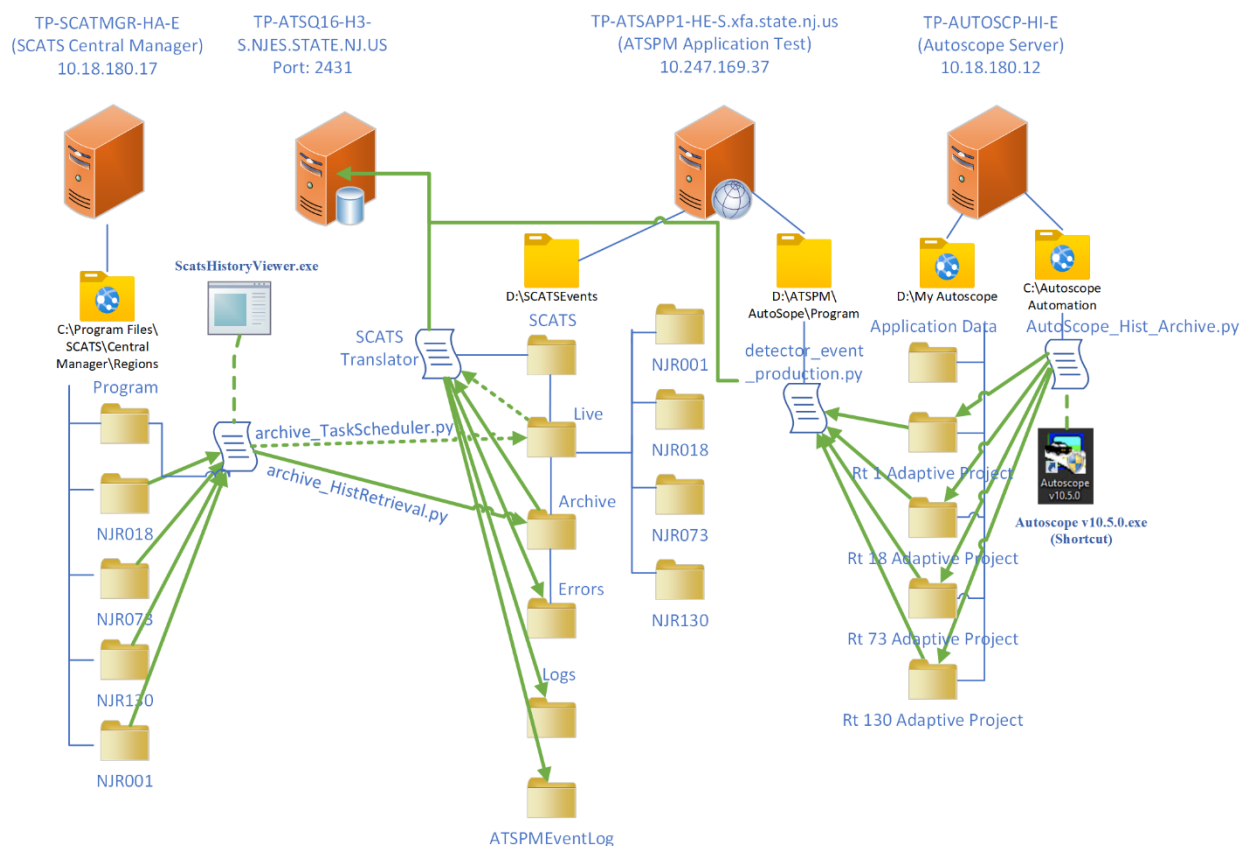 TP-SCATMGR-HA-E
(SCATS Central Manager)
10.18.180.17
TP-ATSQ16-H3-
S.NJES.STATE.NJ.US
Port: 2431
TP-ATSAPP1-HE-S.xfa.state.nj.us
(ATSPM Application Test)
10.247.169.37
TP-AUTOSCP-HI-E
(Autoscope Server)
10.18.180.12
ScatsHistoryViewer.exe
C:\Program Files\
SCATS\Central
Manager\Regions
Program
NJR018
NJR073
NJR130
NJR001
archive_TaskScheduler.py
archive_HistRetrieval.py
SCATS
Translator
D:\SCATSEvents
SCATS
Live
Archive
Errors
Logs
ATSPMEventLog
NJR001
NJR018
NJR073
NJR130
D:\ATSPM\
AutoSope\Program
detector_event
_production.py
D:\My Autoscope
Application Data
Rt 1 Adaptive Project
Rt 18 Adaptive Project
Rt 73 Adaptive Project
Rt 130 Adaptive Project
C:\Autoscope
Automation
AutoScope_Hist_Archive.py
Autoscope
v10.5.0
Autoscope v10.5.0.exe
(Shortcut)